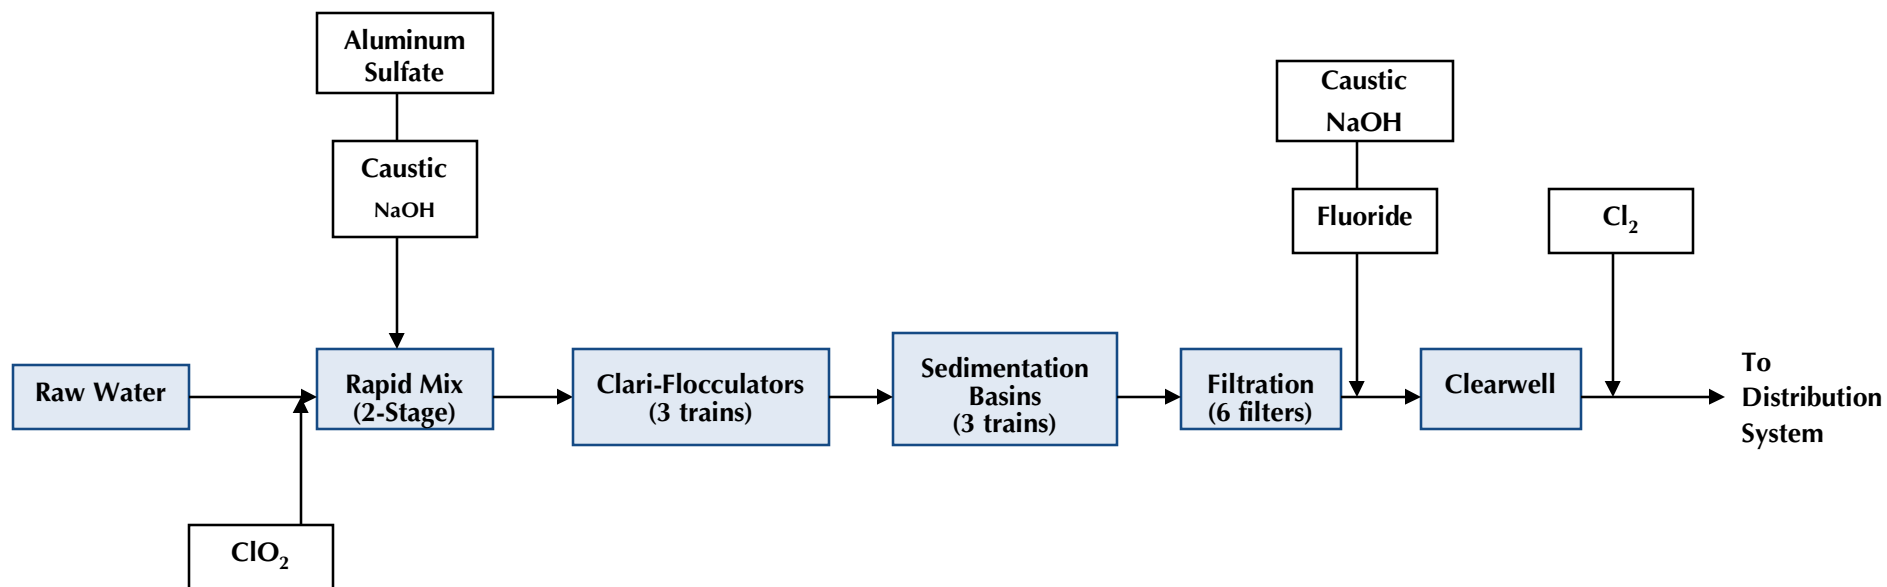 Aluminum
Sulfate
Caustic
NaOH
Caustic
NaOH
Fluoride
Cl₂
Raw Water
Rapid Mix
(2-Stage)
Clari-Flocculators
(3 trains)
Sedimentation
Basins
(3 trains)
Filtration
(6 filters)
Clearwell
To
Distribution
System
ClO₂